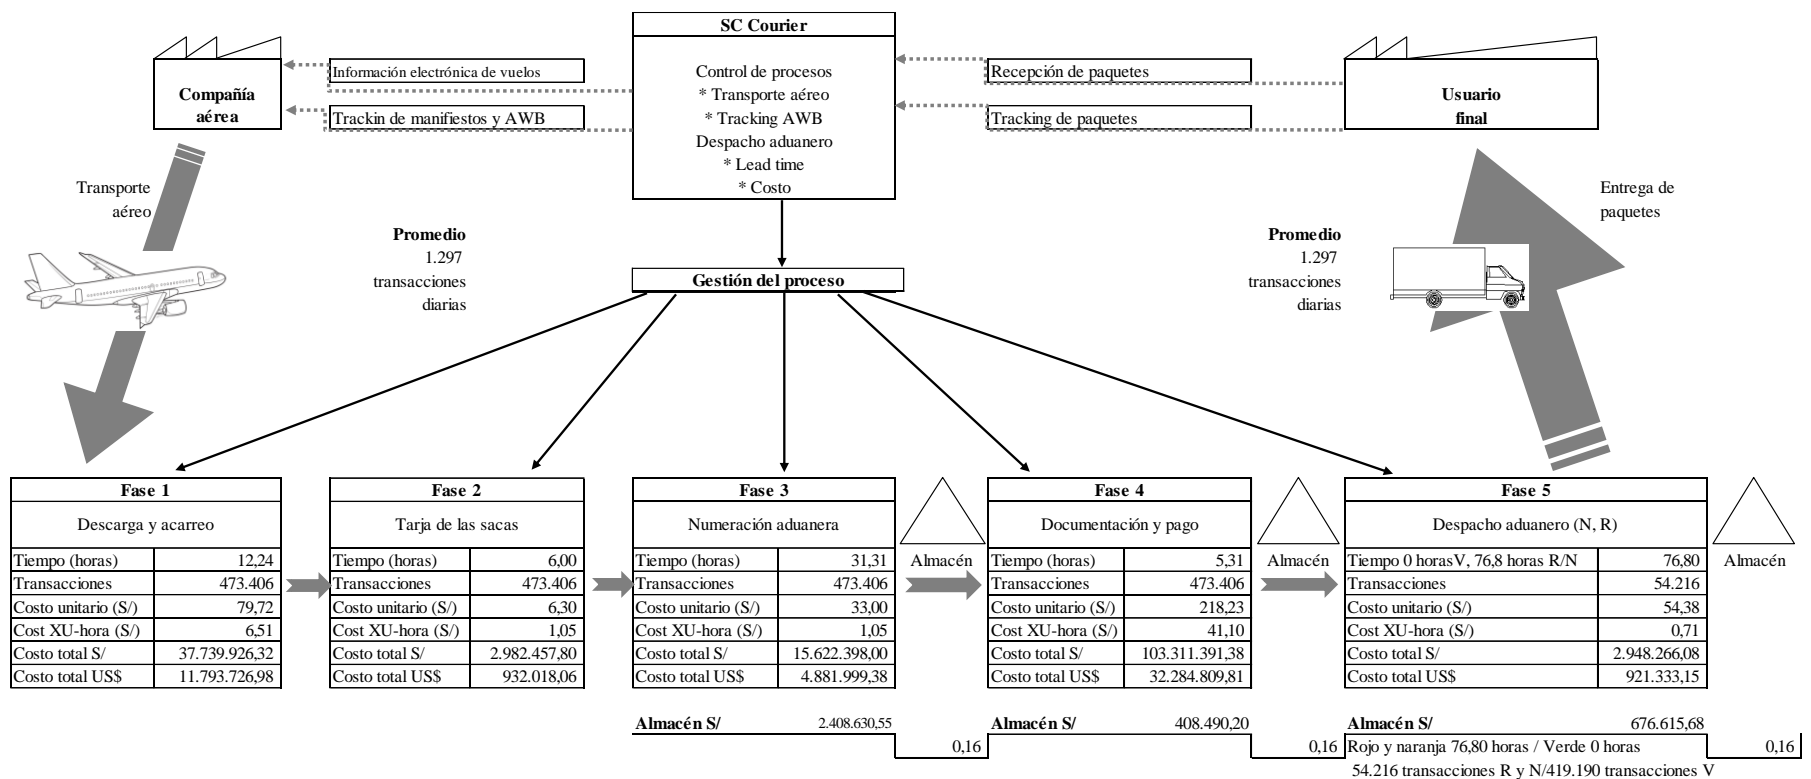 SC Courier
Control de procesos
* Transporte aéreo
* Tracking AWB
Despacho aduanero
* Lead time
* Costo
Compañía
aérea
Información electrónica de vuelos
Trackin de manifiestos y AWB
Recepción de paquetes
Tracking de paquetes
Usuario
final
Transporte
aéreo
Promedio
1.297
transacciones
diarias
Gestión del proceso
Promedio
1.297
transacciones
diarias
Entrega de
paquetes
Fase 1
Descarga y acarreo
Tiempo (horas) 12,24
Transacciones 473.406
Costo unitario (S/) 79,72
Cost XU-hora (S/) 6,51
Costo total S/ 37.739.926,32
Costo total US$ 11.793.726,98
Fase 2
Tarja de las sacas
Tiempo (horas) 6,00
Transacciones 473.406
Costo unitario (S/) 6,30
Cost XU-hora (S/) 1,05
Costo total S/ 2.982.457,80
Costo total US$ 932.018,06
Fase 3
Numeración aduanera
Tiempo (horas) 31,31
Transacciones 473.406
Costo unitario (S/) 33,00
Cost XU-hora (S/) 1,05
Costo total S/ 15.622.398,00
Costo total US$ 4.881.999,38
Almacén
Fase 4
Documentación y pago
Tiempo (horas) 5,31
Transacciones 473.406
Costo unitario (S/) 218,23
Cost XU-hora (S/) 41,10
Costo total S/ 103.311.391,38
Costo total US$ 32.284.809,81
Almacén
Fase 5
Despacho aduanero (N, R)
Tiempo 0 horasV, 76,8 horas R/N 76,80
Transacciones 54.216
Costo unitario (S/) 54,38
Cost XU-hora (S/) 0,71
Costo total S/ 2.948.266,08
Costo total US$ 921.333,15
Almacén
Almacén S/ 2.408.630,55
0,16
Almacén S/ 408.490,20
0,16
Almacén S/ 676.615,68
Rojo y naranja 76,80 horas / Verde 0 horas
0,16
54.216 transacciones R y N/419.190 transacciones V